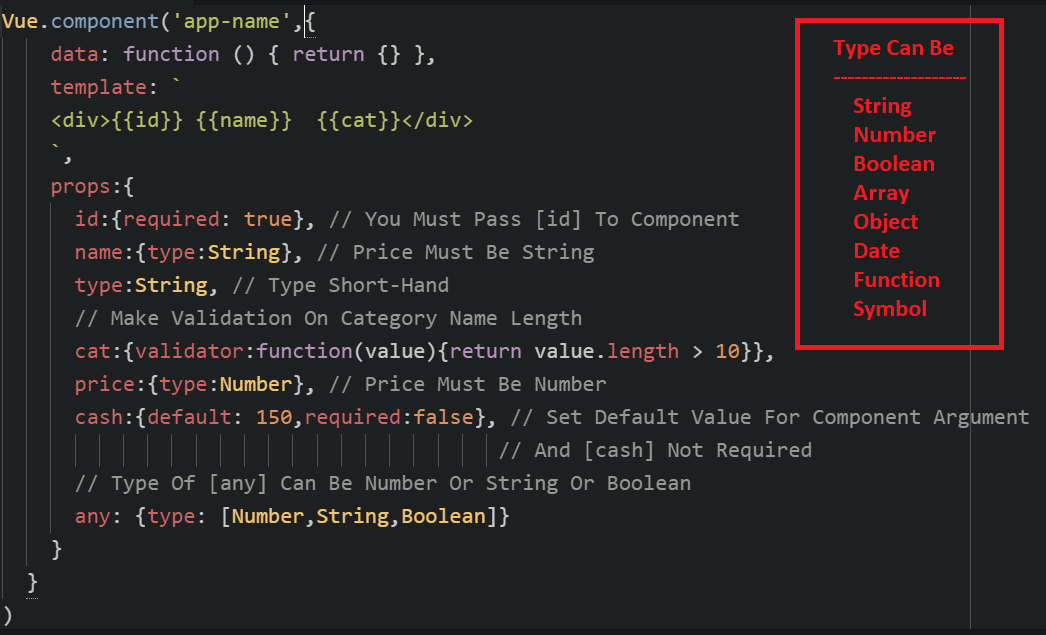 Vue.component('app-name',{
data: function () { return {} },
template: `
<div>{{id}} {{name}}  {{cat}}</div>
`,
props:{
id:{required: true}, // You Must Pass [id] To Component
name:{type:String}, // Price Must Be String
type:String, // Type Short-Hand
// Make Validation On Category Name Length
cat:{validator:function(value){return value.length > 10}},
price:{type:Number}, // Price Must Be Number
cash:{default: 150,required:false}, // Set Default Value For Component Argument
// And [cash] Not Required
// Type Of [any] Can Be Number Or String Or Boolean
any: {type: [Number,String,Boolean]}
}
}
)
Type Can Be
-------------------
String
Number
Boolean
Array
Object
Date
Function
Symbol